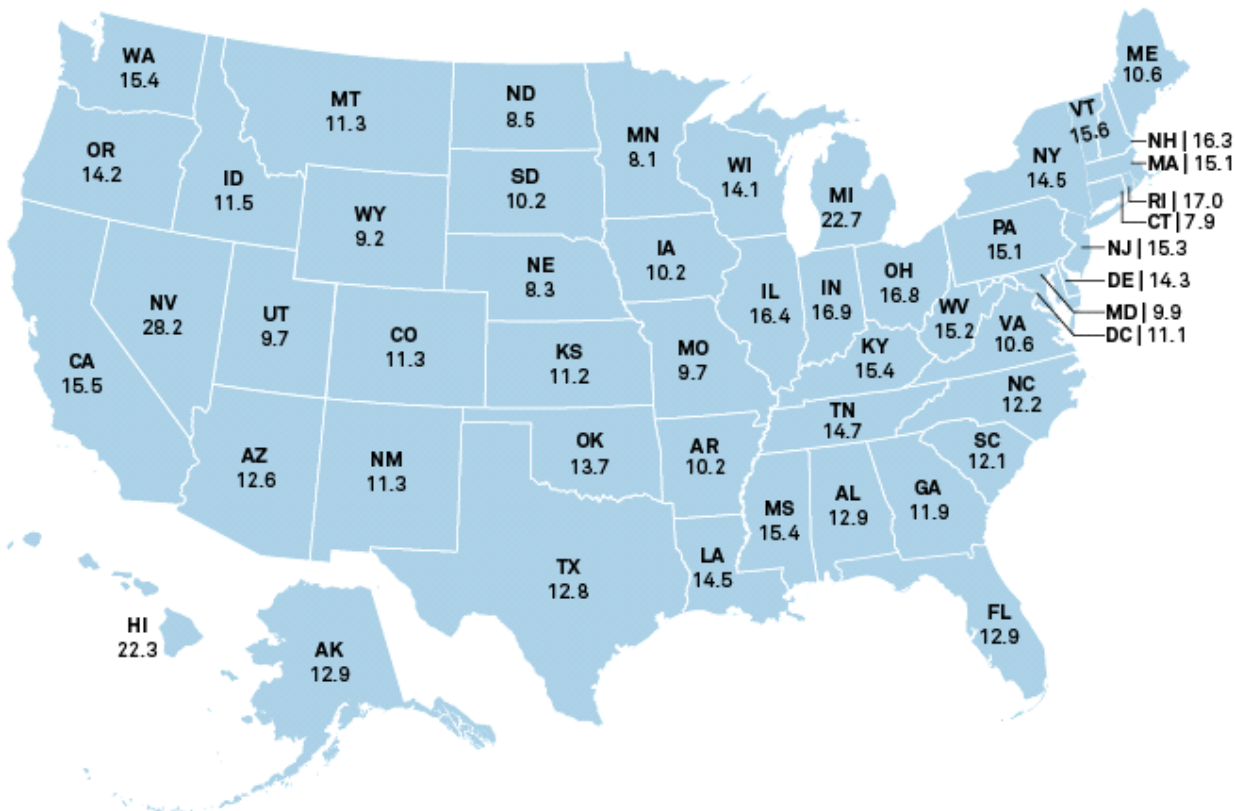 WA
15.4
MT
11.3
ND
8.5
MN
8.1
ME
10.6
VT
15.6
NH | 16.3
MA | 15.1
OR
14.2
ID
11.5
SD
10.2
WI
14.1
MI
22.7
NY
14.5
RI | 17.0
CT | 7.9
WY
9.2
IA
10.2
PA
15.1
NJ | 15.3
NE
8.3
OH
16.8
DE | 14.3
NV
28.2
UT
9.7
IL
16.4
IN
16.9
WV
15.2
MD | 9.9
DC | 11.1
VA
10.6
CA
15.5
CO
11.3
KS
11.2
MO
9.7
KY
15.4
NC
12.2
TN
14.7
AZ
12.6
NM
11.3
OK
13.7
AR
10.2
SC
12.1
MS
15.4
AL
12.9
GA
11.9
TX
12.8
LA
14.5
FL
12.9
HI
22.3
AK
12.9